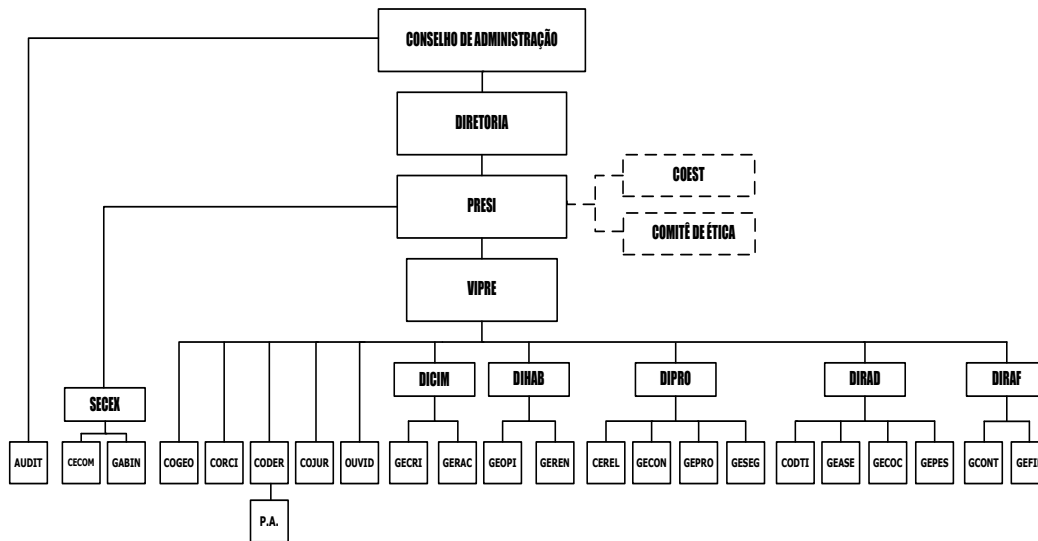 CONSELHO DE ADMINISTRAÇÃO
DIRETORIA
COEST
PRESI
COMITÊ DE ÉTICA
VIPRE
DICIM
DIHAB
DIPRO
DIRAD
DIRAF
SECEX
AUDIT
CECOM
GABIN
COGEO
CORCI
CODER
COJUR
OUVID
GECRI
GERAC
GEOPI
GEREN
CEREL
GECON
GEPRO
GESEG
CODTI
GEASE
GECOC
GEPES
GCONT
P.A.